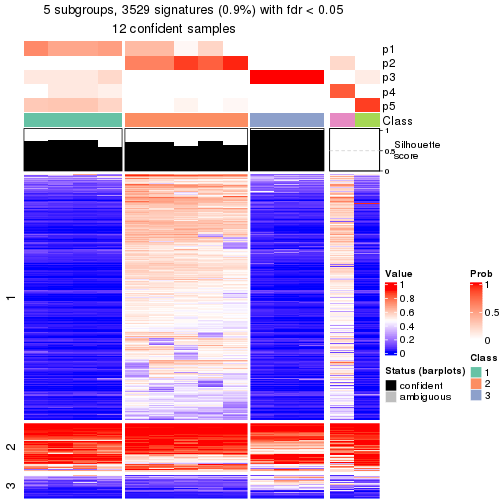 5 subgroups, 3529 signatures (0.9%) with fdr < 0.05
12 confident samples
p1
p2
p3
p4
p5
Class
1
0.5
0
Silhouette
score
1
2
3
Value
1
0.8
0.6
0.4
0.2
0
Prob
1
0.5
0
Status (barplots)
confident
ambiguous
Class
1
2
3